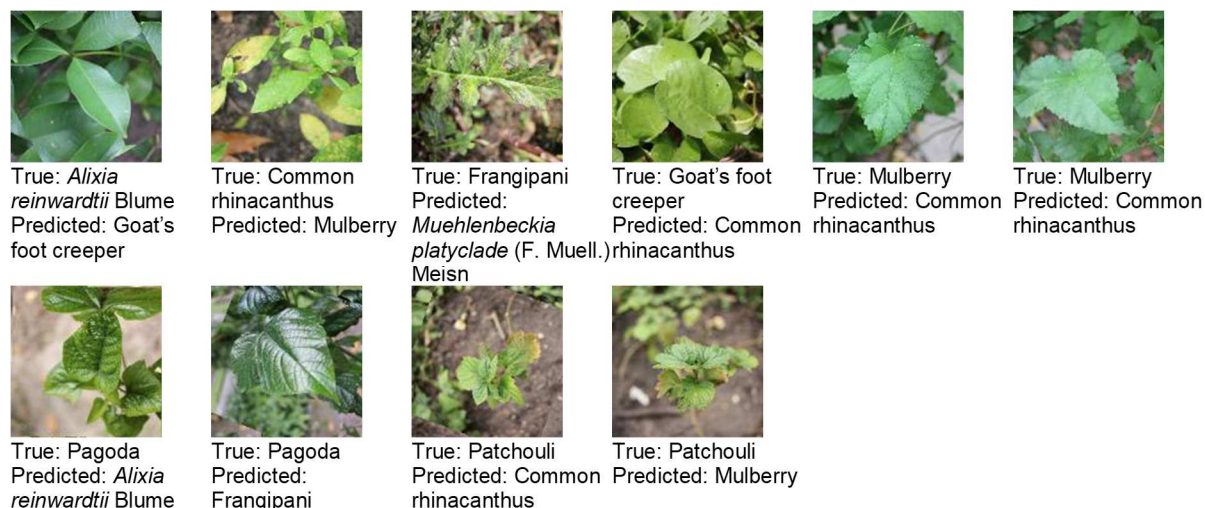 True: Alixia
reinwardtii Blume
Predicted: Goat's
foot creeper
True: Common
rhinacanthus
Predicted: Mulberry
True: Frangipani
Predicted:
Muehlenbeckia
platyclade (F. Muell.)
Meisn
True: Goat's foot
creeper
Predicted: Common
rhinacanthus
True: Mulberry
Predicted: Common
rhinacanthus
True: Mulberry
Predicted: Common
rhinacanthus
True: Pagoda
Predicted: Alixia
reinwardtii Blume
True: Pagoda
Predicted:
Frangipani
True: Patchouli
Predicted: Common
rhinacanthus
True: Patchouli
Predicted: Mulberry